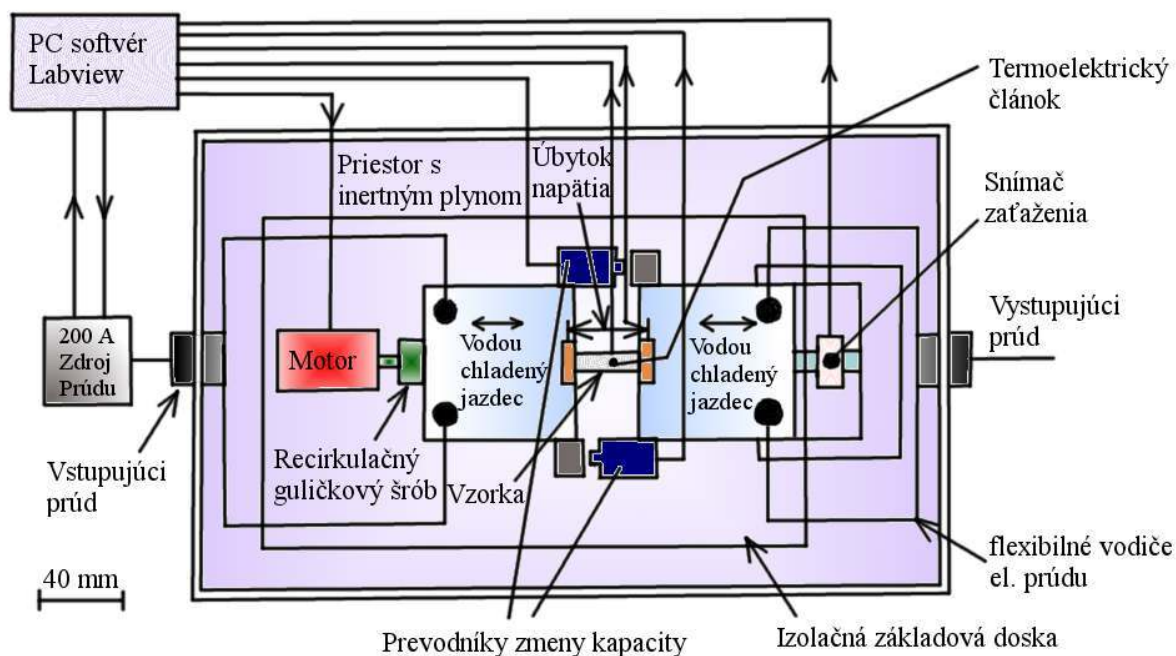 PC softvér
Labview
Termoelektrický
článok
Priestor s
inertným plynom
Úbytok
napätia
Snímač
zaťaženia
200 A
Zdroj
Prúdu
Motor
Vodou
chladený
jazdec
Vodou
chladený
jazdec
Vystupujúci
prúd
Vstupujúci
prúd
Recirkulačný
guličkový šrób
Vzorka
flexibilné vodiče
el. prúdu
40 mm
Prevodníky zmeny kapacity
Izolačná základová doska